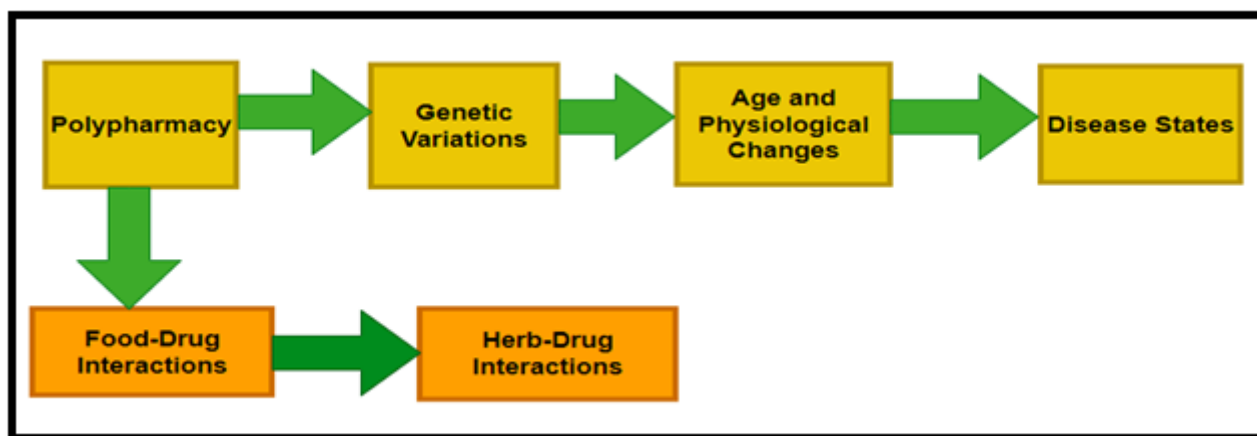 Polypharmacy
Genetic
Variations
Age and
Physiological
Changes
Disease States
Food-Drug
Interactions
Herb-Drug
Interactions